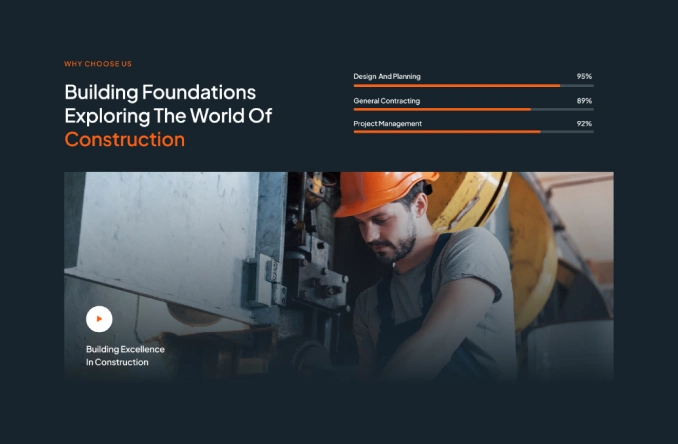 WHY CHOOSE US
Building Foundations
Exploring The World Of
Construction
Design And Planning 95%
General Contracting 89%
Project Management 92%
Building Excellence
In Construction